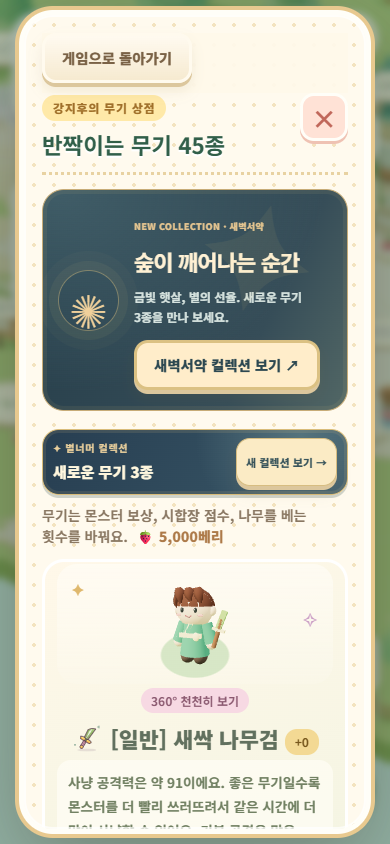 게임으로 돌아가기
강지후의 무기 상점
반짝이는 무기 45종
NEW COLLECTION · 새벽서약
숲이 깨어나는 순간
금빛 햇살, 별의 선율. 새로운 무기
3종을 만나 보세요.
새벽서약 컬렉션 보기 ↗
✦ 별너머 컬렉션
새로운 무기 3종
새 컬렉션 보기 →
무기는 몬스터 보상, 시합장 점수, 나무를 베는
횟수를 바꿔요. 5,000베리
360° 천천히 보기
[일반] 새싹 나무검 +0
사냥 공격력은 약 91이에요. 좋은 무기일수록
몬스터를 더 빨리 쓰러뜨려서 같은 시간에 더